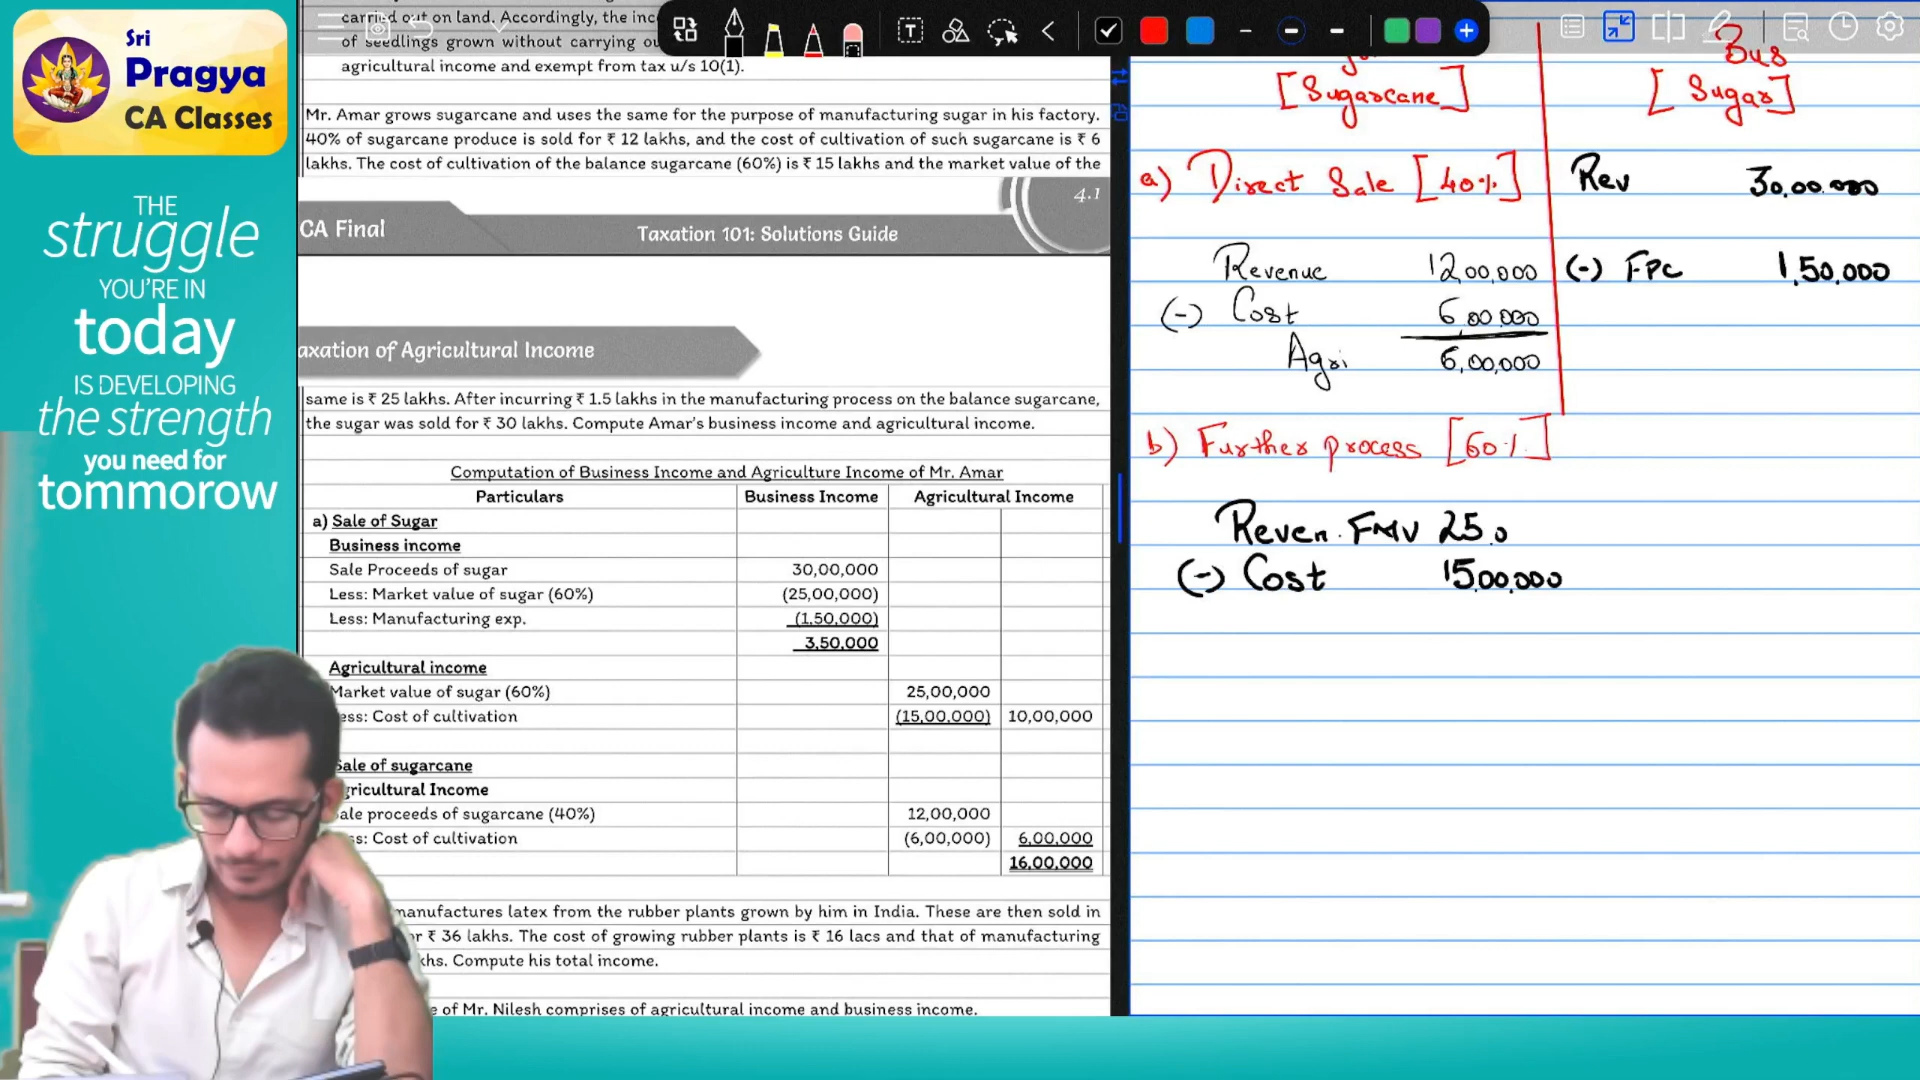 Sri
Pragya
CA Classes
THE
struggle
YOU'RE IN
today
IS DEVELOPING
the strength
you need for
tommorow
carried out on land. Accordingly, the
of seedlings grown without carrying
agricultural income and exempt from tax u/s 10(1).
Mr. Amar grows sugarcane and uses the same for the purpose of manufacturing sugar in his factory.
40% of sugarcane produce is sold for ₹ 12 lakhs, and the cost of cultivation of such sugarcane is ₹ 6
lakhs. The cost of cultivation of the balance sugarcane (60%) is ₹ 15 lakhs and the market value of the
4.1
CA Final
Taxation 101: Solutions Guide
axation of Agricultural Income
same is ₹ 25 lakhs. After incurring ₹ 1.5 lakhs in the manufacturing process on the balance sugarcane,
the sugar was sold for ₹ 30 lakhs. Compute Amar's business income and agricultural income.
Computation of Business Income and Agriculture Income of Mr. Amar
Particulars Business Income Agricultural Income
a) Sale of Sugar
Business income
Sale Proceeds of sugar 30,00,000
Less: Market value of sugar (60%) (25,00,000)
Less: Manufacturing exp. (1,50,000)
3,50,000
Agricultural income
Market value of sugar (60%) 25,00,000
ess: Cost of cultivation (15,00,000) 10,00,000
Sale of sugarcane
gricultural Income
ale proceeds of sugarcane (40%) 12,00,000
ss: Cost of cultivation (6,00,000) 6,00,000
16,00,000
manufactures latex from the rubber plants grown by him in India. These are then sold in
r ₹ 36 lakhs. The cost of growing rubber plants is ₹ 16 lacs and that of manufacturing
khs. Compute his total income.
e of Mr. Nilesh comprises of agricultural income and business income.
Bus
[Sugarcane] [Sugar]
a) Direct Sale [40%] Rev 30,00,000
Revenue 12,00,000 (-) FPC 1,50,000
(-) Cost 6,00,000
Agri 6,00,000
b) Further process [60%]
Reven. FMV 25,0
(-) Cost 15,00,000